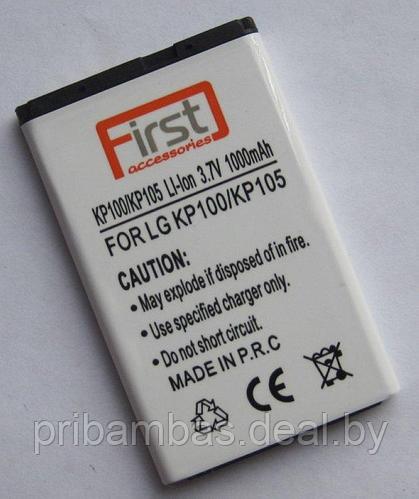 First
accessories
KP100/KP105 Li-Ion 3.7V 1000mAh
FOR LG KP100/KP105
CAUTION:
• May explode if disposed of in fire.
• Use specified charger only.
• Do not short circuit.
MADE IN P.R.C
CE
pribambas.deal.by